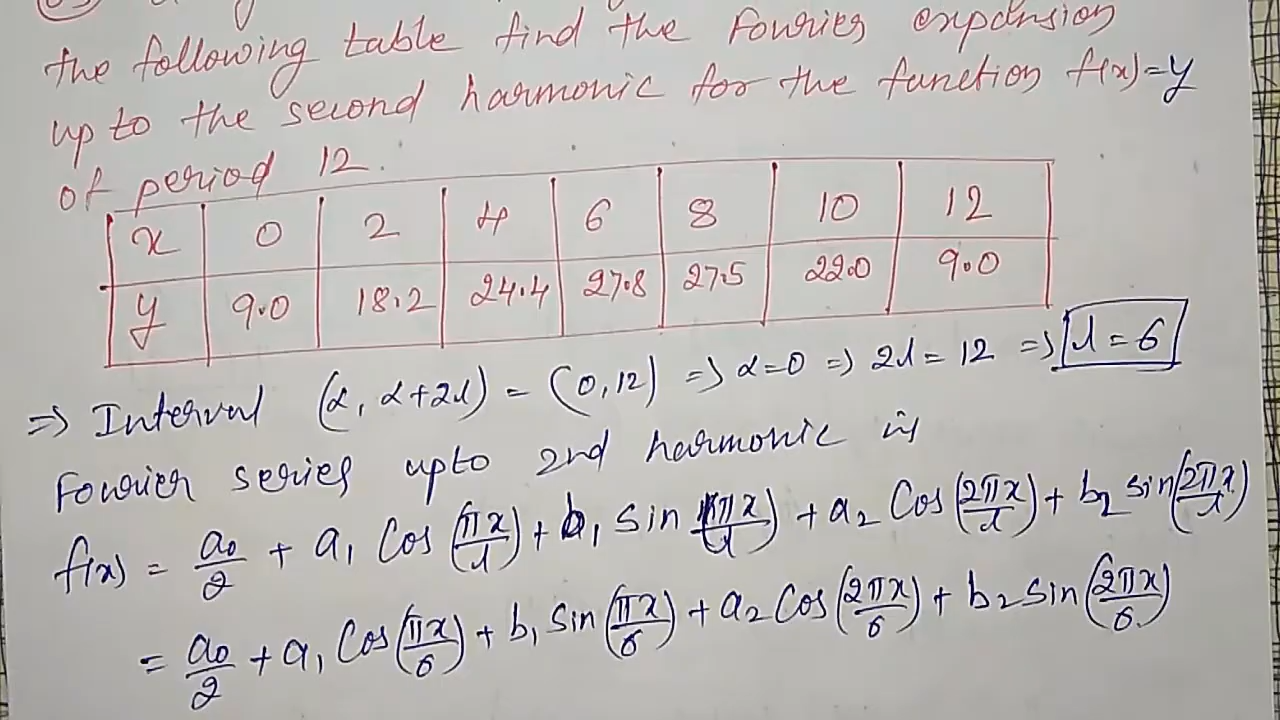 the following table find the Fourier expansion
up to the second harmonic for the function f(x)=y
of period 12.
x 0 2 4 6 8 10 12
y 9.0 18.2 24.4 27.8 27.5 22.0 9.0
=> Interval (α, α+2l) = (0,12) => α=0 => 2l = 12 => l = 6
Fourier series upto 2nd harmonic is
f(x) = a0/2 + a1 Cos (πx/l) + b1 sin (πx/l) + a2 Cos (2πx/l) + b2 sin (2πx/l)
= a0/2 + a1 Cos (πx/6) + b1 sin (πx/6) + a2 Cos (2πx/6) + b2 sin (2πx/6)